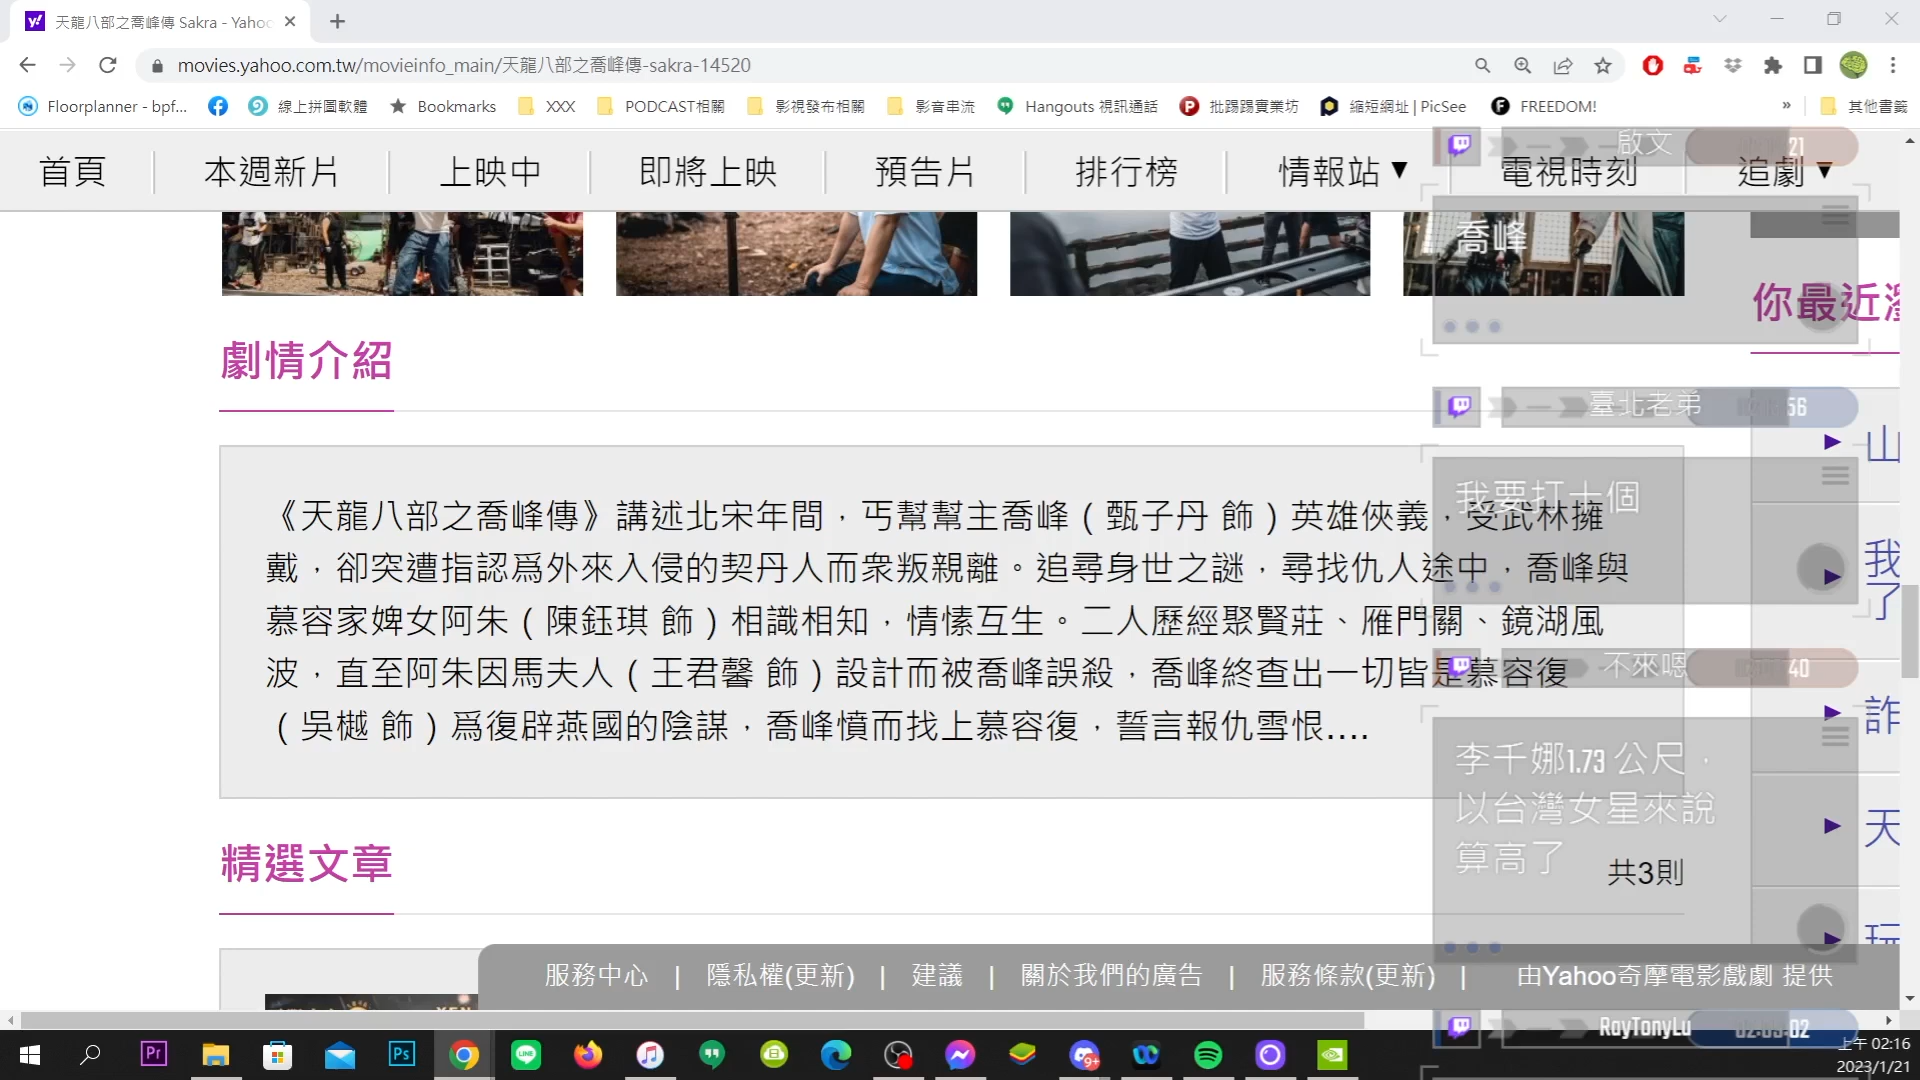 天龍八部之喬峰傳 Sakra - Yahoo
movies.yahoo.com.tw/movieinfo_main/天龍八部之喬峰傳-sakra-14520
Floorplanner - bpf...
線上拼圖軟體
Bookmarks
XXX
PODCAST相關
影視發布相關
影音串流
Hangouts 視訊通話
批踢踢實業坊
縮短網址 | PicSee
FREEDOM!
»
其他書籤
首頁
本週新片
上映中
即將上映
預告片
排行榜
情報站▼
電視時刻
追劇▼
啟文
21
喬峰
你最近
劇情介紹
臺北老弟
56
我要打十個
《天龍八部之喬峰傳》講述北宋年間，丐幫幫主喬峰（甄子丹 飾）英雄俠義，受武林擁
戴，卻突遭指認爲外來入侵的契丹人而衆叛親離。追尋身世之謎，尋找仇人途中，喬峰與
慕容家婢女阿朱（陳鈺琪 飾）相識相知，情愫互生。二人歷經聚賢莊、雁門關、鏡湖風
波，直至阿朱因馬夫人（王君馨 飾）設計而被喬峰誤殺，喬峰終查出一切皆是慕容復
（吳樾 飾）爲復辟燕國的陰謀，喬峰憤而找上慕容復，誓言報仇雪恨....
山
我
了
詐
天
玩
不來嗯
40
李千娜1.73 公尺，
以台灣女星來說
算高了
精選文章
共3則
服務中心 | 隱私權(更新) | 建議 | 關於我們的廣告 | 服務條款(更新) |
由Yahoo奇摩電影戲劇 提供
RayTonyLu
02
上午 02:16
2023/1/21